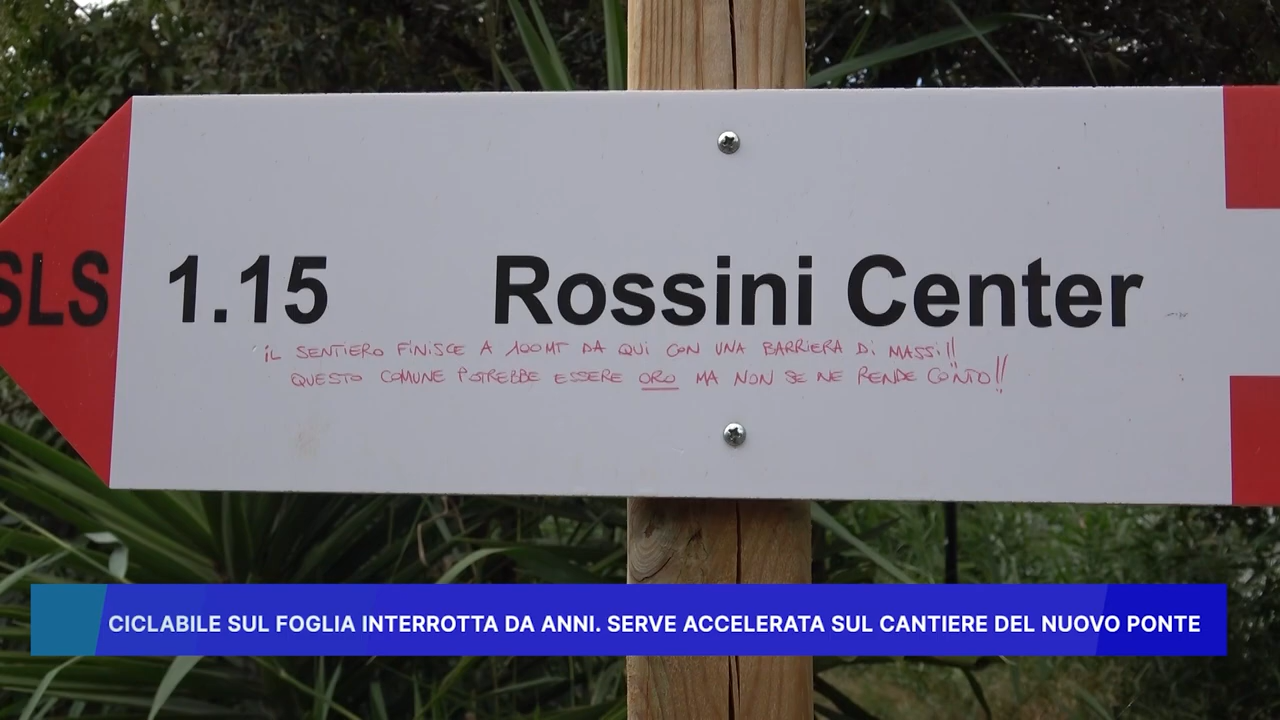 SLS 1.15 Rossini Center
iL SENTIERO FINISCE A 100MT DA QUI CON UNA BARRIERA Di MASSi!!
QUESTO COMUNE POTREBBE ESSERE ORO MA NON SE NE RENDE CONTO!!
CICLABILE SUL FOGLIA INTERROTTA DA ANNI. SERVE ACCELERATA SUL CANTIERE DEL NUOVO PONTE